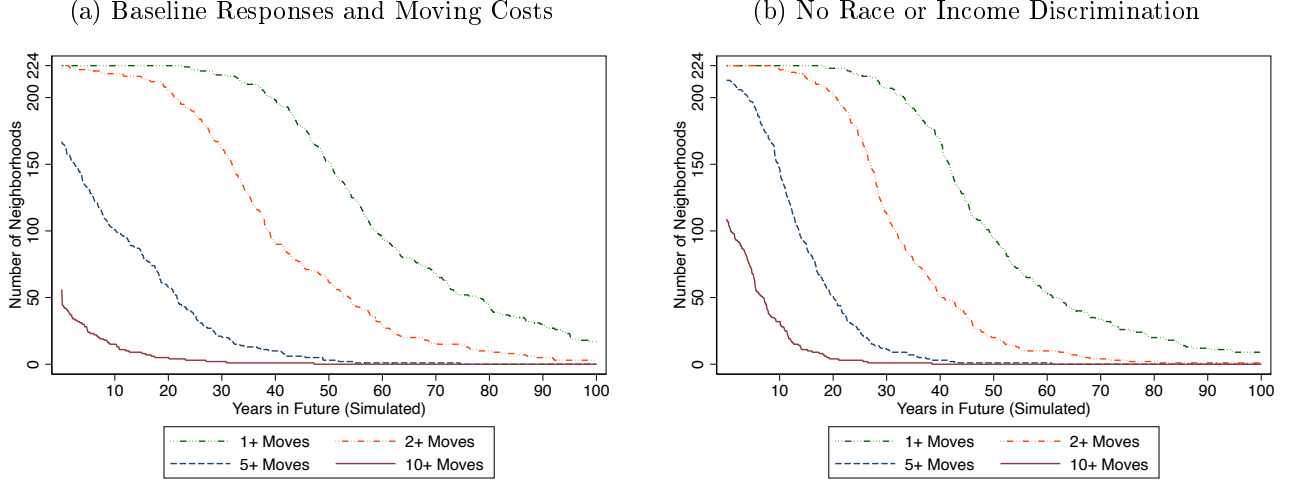 (a) Baseline Responses and Moving Costs
Number of Neighborhoods
224
200
150
100
50
0
10 20 30 40 50 60 70 80 90 100
Years in Future (Simulated)
1+ Moves 2+ Moves
5+ Moves 10+ Moves
(b) No Race or Income Discrimination
Number of Neighborhoods
224
200
150
100
50
0
10 20 30 40 50 60 70 80 90 100
Years in Future (Simulated)
1+ Moves 2+ Moves
5+ Moves 10+ Moves